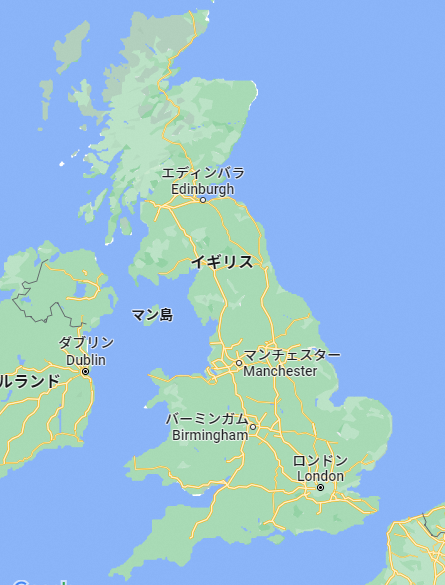 エディンバラ
Edinburgh
イギリス
マン島
ダブリン
Dublin
ルランド
マンチェスター
Manchester
バーミンガム
Birmingham
ロンドン
London